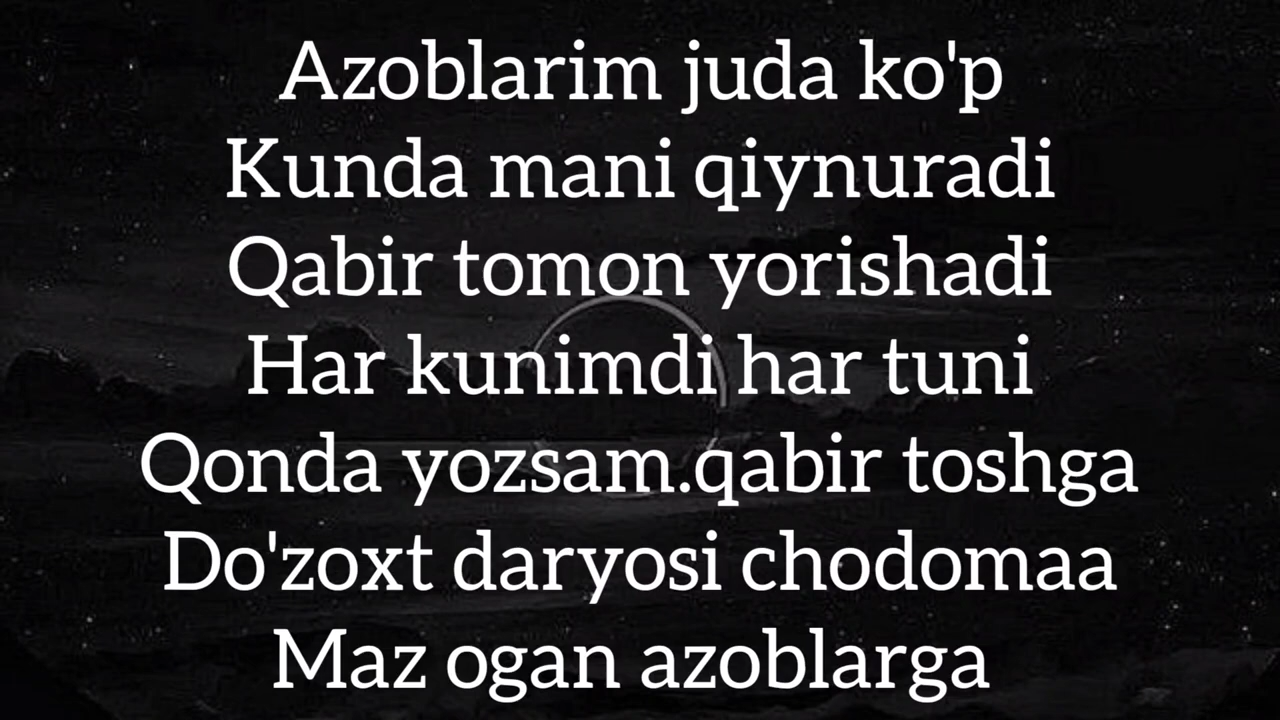 Azoblarim juda ko'p
Kunda mani qiynuradi
Qabir tomon yorishadi
Har kunimdi har tuni
Qonda yozsam.qabir toshga
Do'zoxt daryosi chodomaa
Maz ogan azoblarga